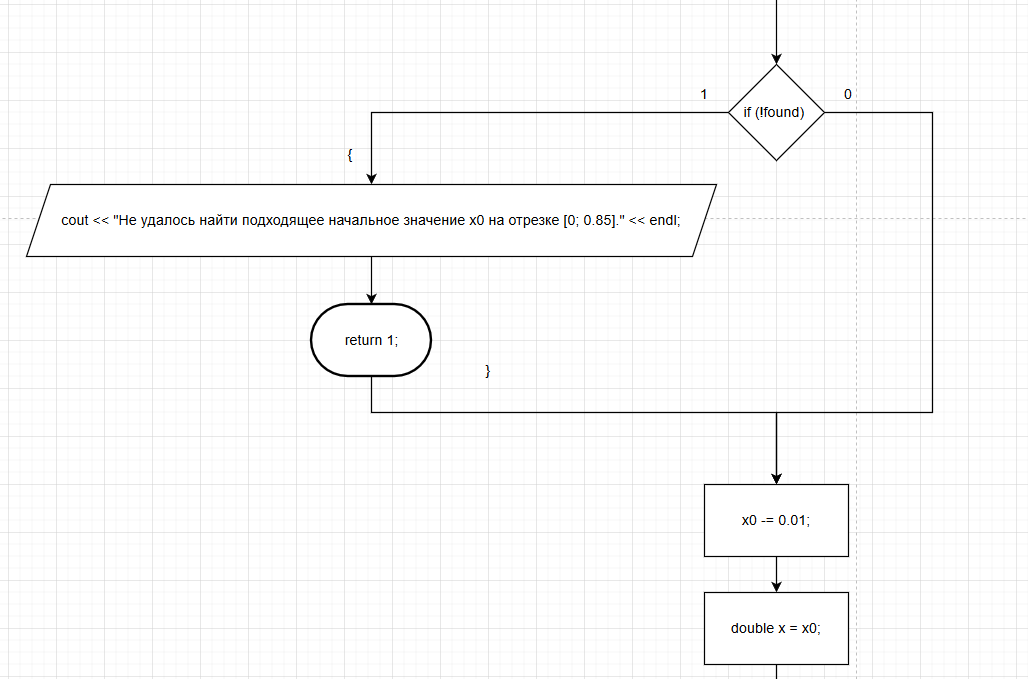 1
0
if (!found)
{
cout << "Не удалось найти подходящее начальное значение x0 на отрезке [0; 0.85]." << endl;
return 1;
}
x0 -= 0.01;
double x = x0;